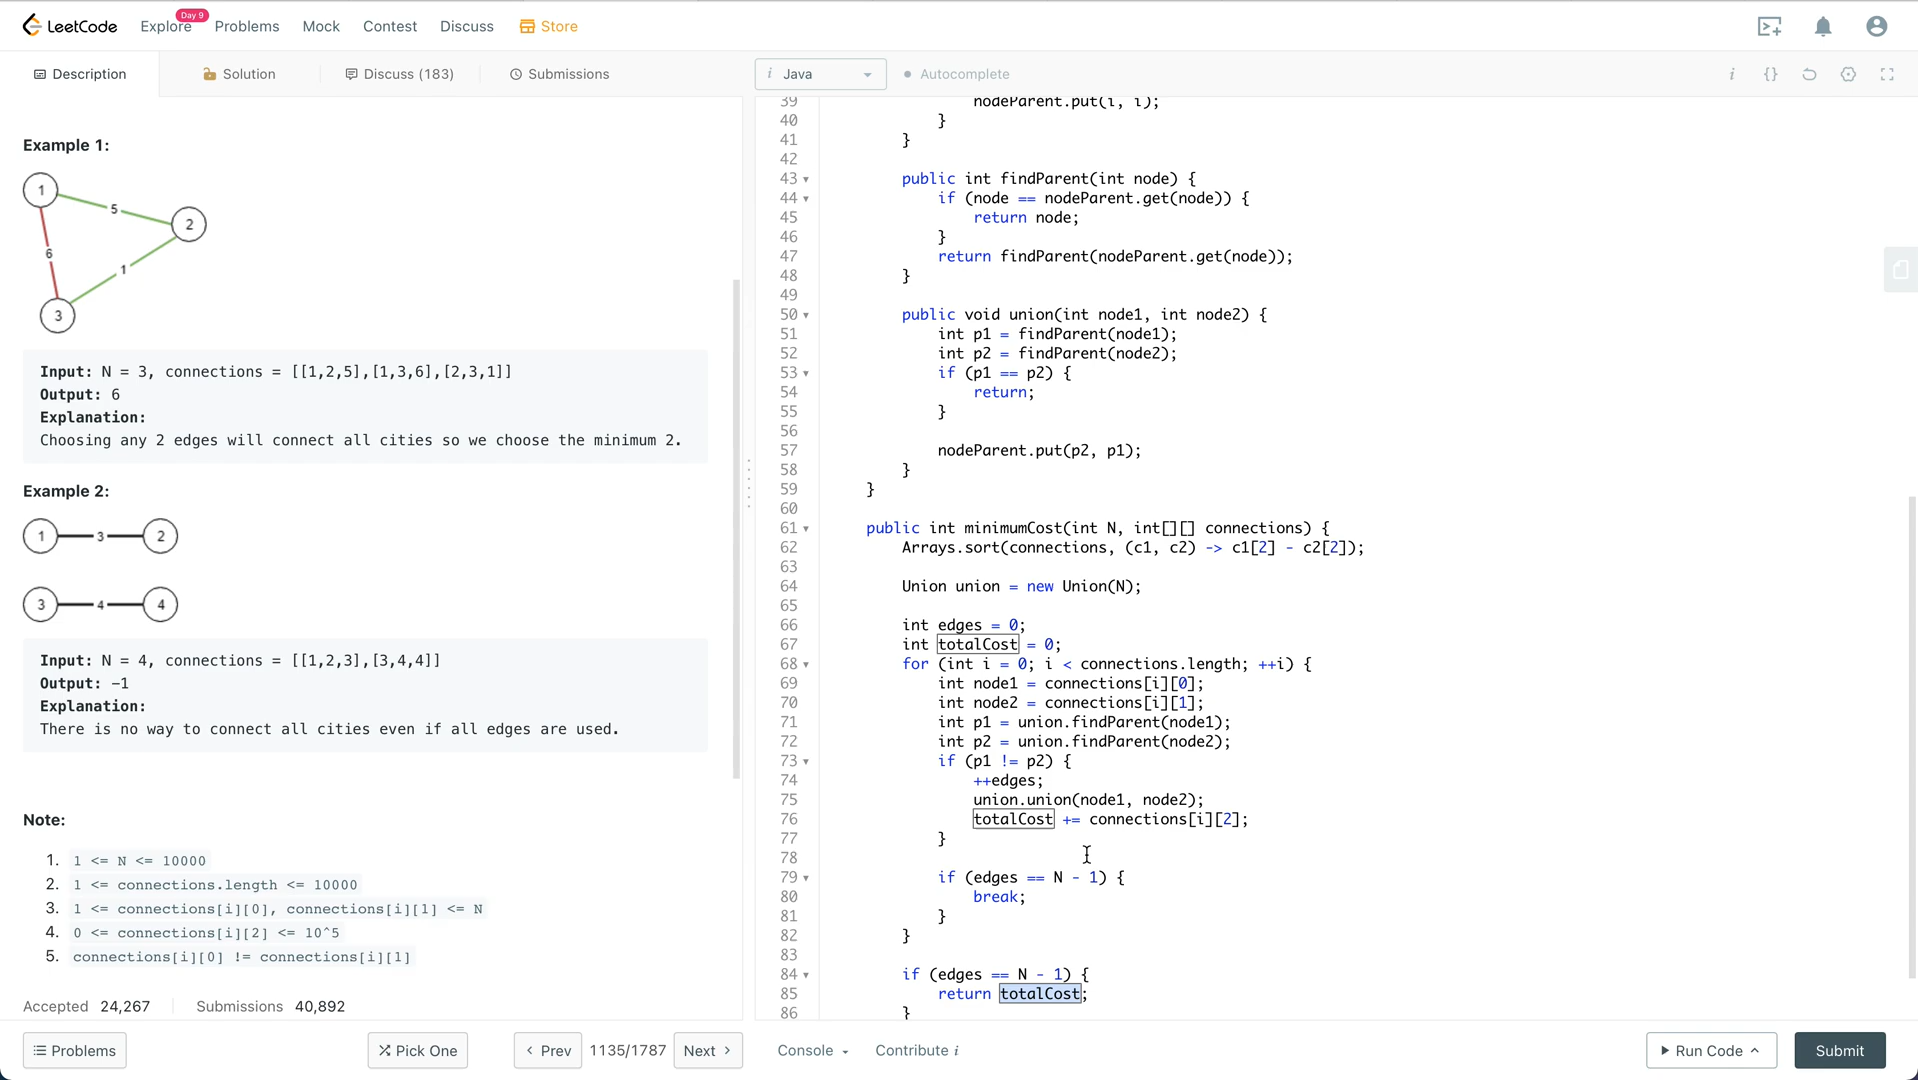 LeetCode
Explore
Day 9
Problems
Mock
Contest
Discuss
Store
Description
Solution
Discuss (183)
Submissions
i Java
Autocomplete
i
{}
Example 1:
1
5
2
6
1
3
Input: N = 3, connections = [[1,2,5],[1,3,6],[2,3,1]]
Output: 6
Explanation:
Choosing any 2 edges will connect all cities so we choose the minimum 2.
Example 2:
1 3 2
3 4 4
Input: N = 4, connections = [[1,2,3],[3,4,4]]
Output: -1
Explanation:
There is no way to connect all cities even if all edges are used.
Note:
1. 1 <= N <= 10000
2. 1 <= connections.length <= 10000
3. 1 <= connections[i][0], connections[i][1] <= N
4. 0 <= connections[i][2] <= 10^5
5. connections[i][0] != connections[i][1]
Accepted 24,267
Submissions 40,892
39 nodeParent.put(i, i);
40 }
41 }
42
43 public int findParent(int node) {
44 if (node == nodeParent.get(node)) {
45 return node;
46 }
47 return findParent(nodeParent.get(node));
48 }
49
50 public void union(int node1, int node2) {
51 int p1 = findParent(node1);
52 int p2 = findParent(node2);
53 if (p1 == p2) {
54 return;
55 }
56
57 nodeParent.put(p2, p1);
58 }
59 }
60
61 public int minimumCost(int N, int[][] connections) {
62 Arrays.sort(connections, (c1, c2) -> c1[2] - c2[2]);
63
64 Union union = new Union(N);
65
66 int edges = 0;
67 int totalCost = 0;
68 for (int i = 0; i < connections.length; ++i) {
69 int node1 = connections[i][0];
70 int node2 = connections[i][1];
71 int p1 = union.findParent(node1);
72 int p2 = union.findParent(node2);
73 if (p1 != p2) {
74 ++edges;
75 union.union(node1, node2);
76 totalCost += connections[i][2];
77 }
78
79 if (edges == N - 1) {
80 break;
81 }
82 }
83
84 if (edges == N - 1) {
85 return totalCost;
86 }
Problems
Pick One
Prev
1135/1787
Next
Console
Contribute i
Run Code
Submit